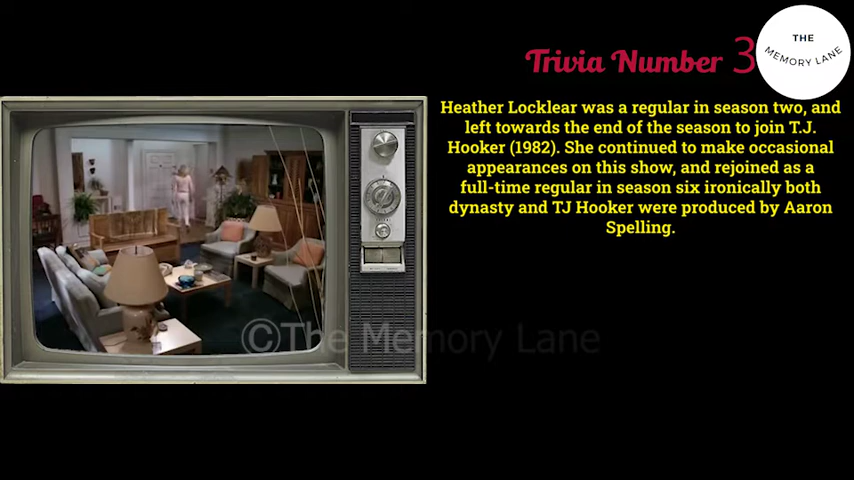 Trivia Number 3
THE
MEMORY LANE
Heather Locklear was a regular in season two, and
left towards the end of the season to join T.J.
Hooker (1982). She continued to make occasional
appearances on this show, and rejoined as a
full-time regular in season six ironically both
dynasty and TJ Hooker were produced by Aaron
Spelling.
©The Memory Lane